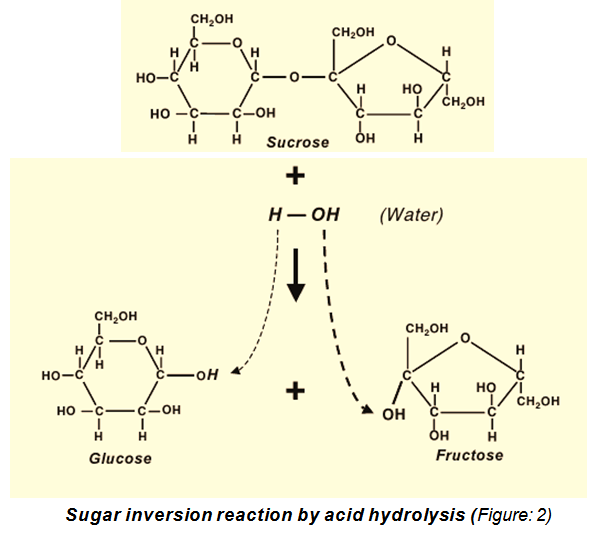 CH₂OH
CH₂OH
H C O H O H
H
HO C C O C C
H HO CH₂OH
HO C C OH C C
H H OH H
Sucrose
+
H — OH (Water)
CH₂OH
CH₂OH
C O O
H H H H
HO C C OH C C
+ H HO CH₂OH
HO C C OH OH C C
H H OH H
Glucose Fructose
Sugar inversion reaction by acid hydrolysis (Figure: 2)